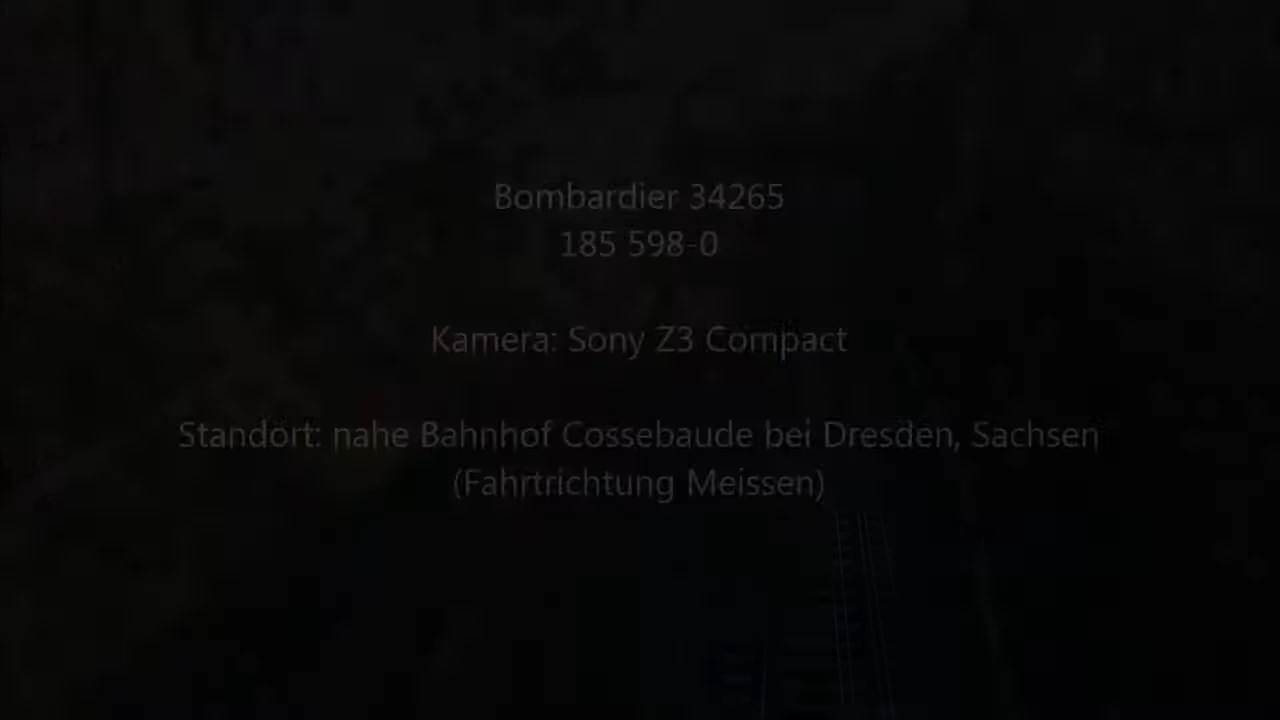 Bombardier 34265
185 598-0
Kamera: Sony Z3 Compact
Standort: nahe Bahnhof Cossebaude bei Dresden, Sachsen
(Fahrtrichtung Meissen)